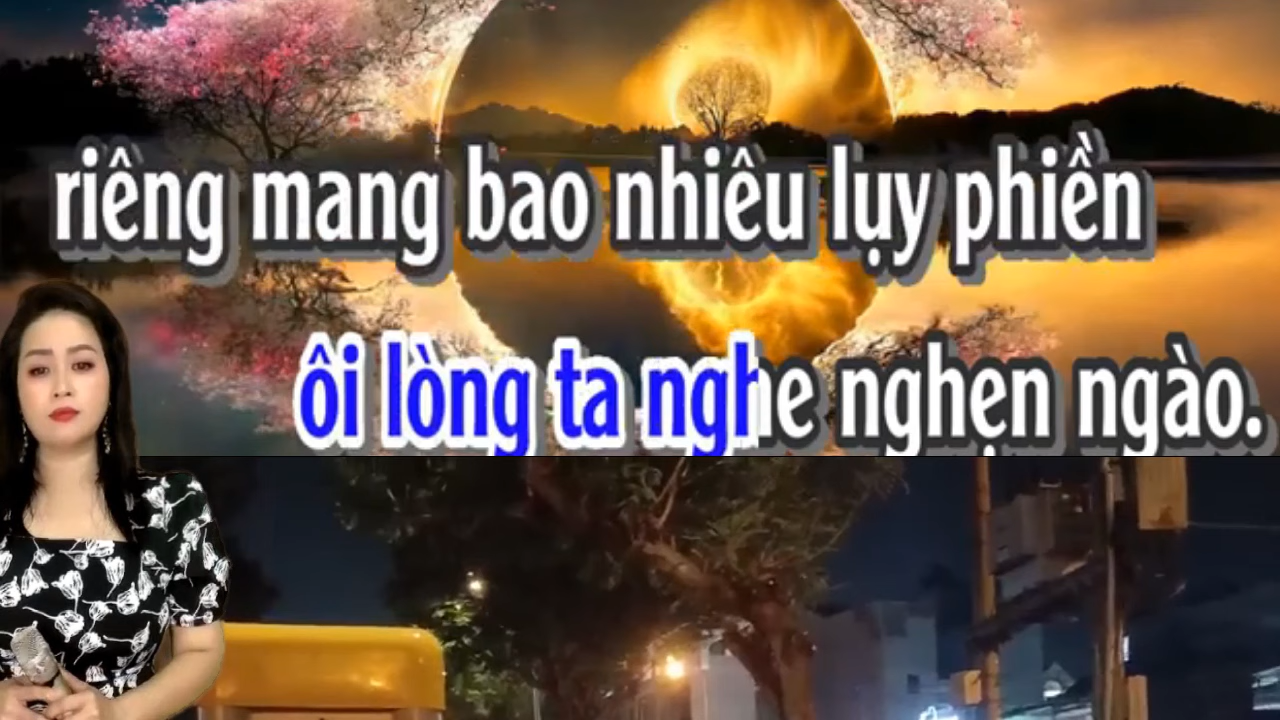 riêng mang bao nhiêu lụy phiền
ôi lòng ta nghe nghẹn ngào.